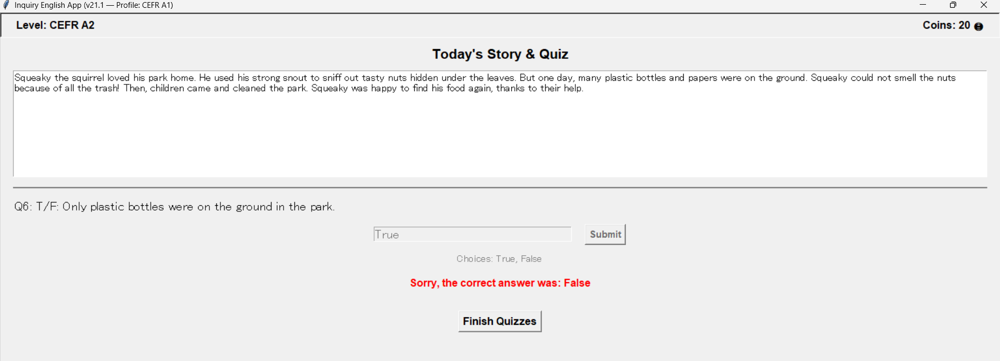 Inquiry English App (v21.1 — Profile: CEFR A1)
Level: CEFR A2
Coins: 20
Today's Story & Quiz
Squeaky the squirrel loved his park home. He used his strong snout to sniff out tasty nuts hidden under the leaves. But one day, many plastic bottles and papers were on the ground. Squeaky could not smell the nuts
because of all the trash! Then, children came and cleaned the park. Squeaky was happy to find his food again, thanks to their help.
Q6: T/F: Only plastic bottles were on the ground in the park.
True
Submit
Choices: True, False
Sorry, the correct answer was: False
Finish Quizzes